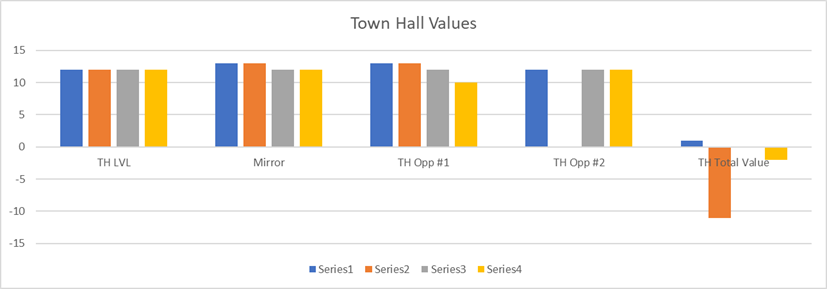 Town Hall Values
15
10
5
0
-5
-10
-15
TH LVL Mirror TH Opp #1 TH Opp #2 TH Total Value
Series1 Series2 Series3 Series4